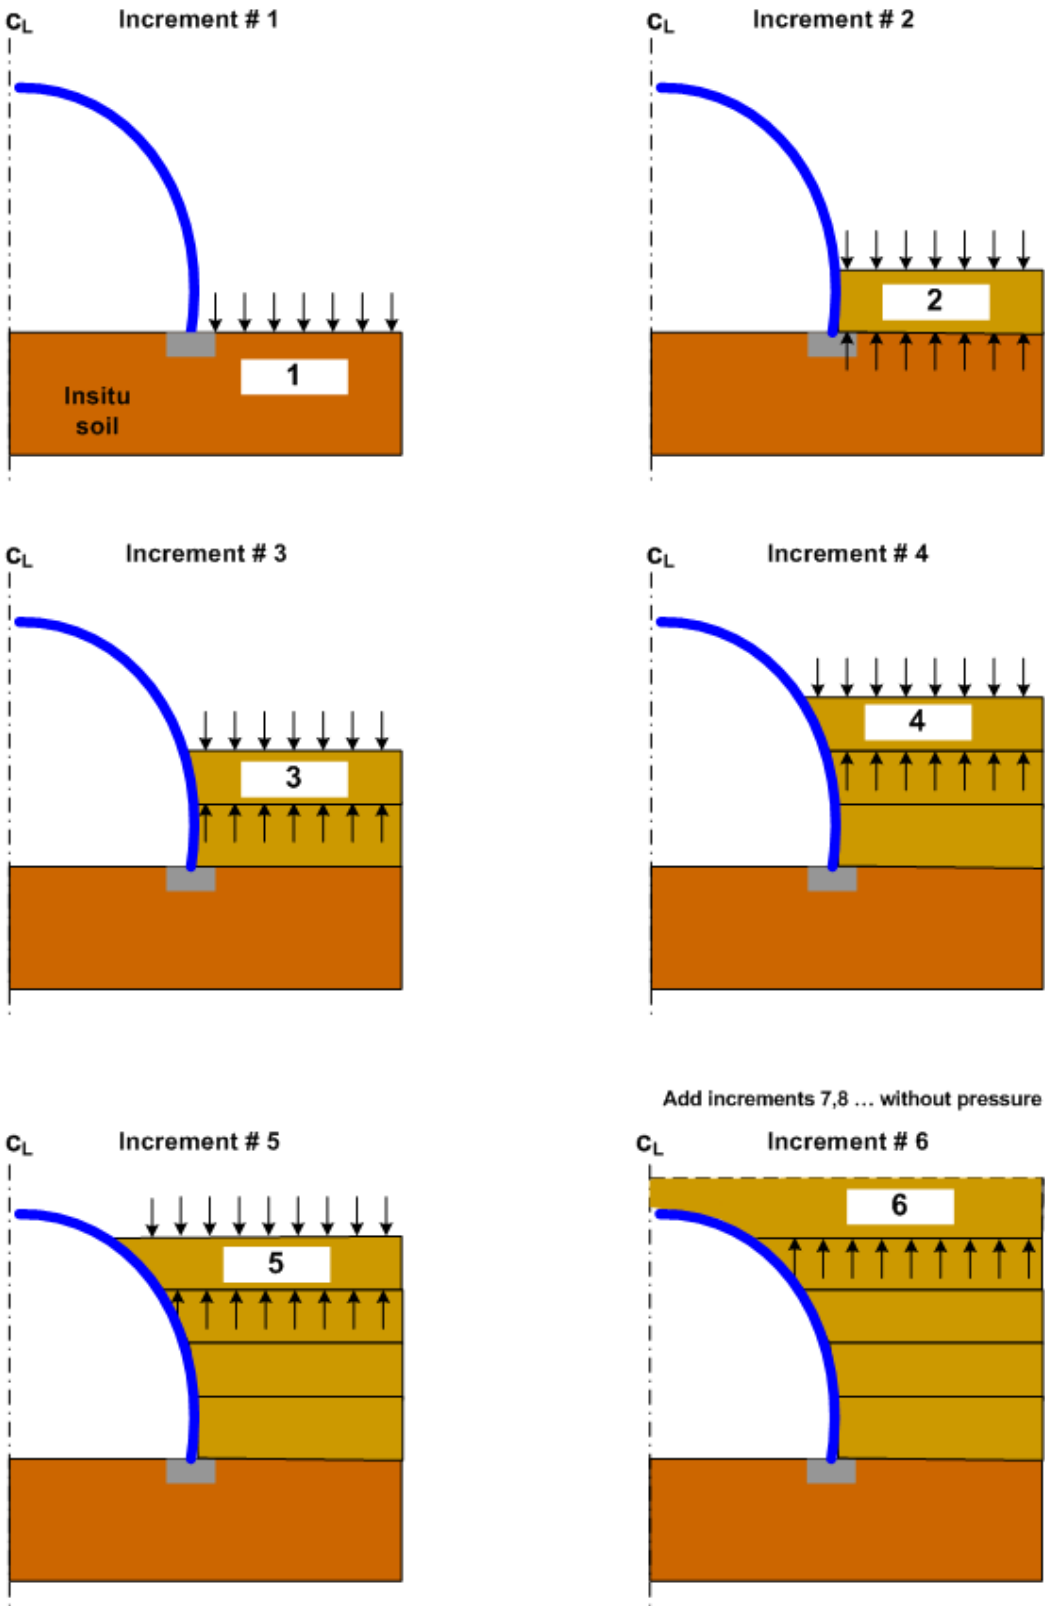 CL Increment # 1
CL Increment # 2
1
Insitu
soil
2
CL Increment # 3
CL Increment # 4
3
4
Add increments 7,8 ... without pressure
CL Increment # 5
CL Increment # 6
5
6